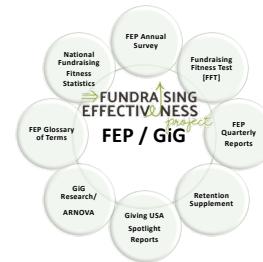 FEP Annual
Survey
Fundraising
Fitness Test
[FFT]
FEP
Quarterly
Reports
Retention
Supplement
Giving USA
Spotlight
Reports
GiG
Research/
ARNOVA
FEP Glossary
of Terms
National
Fundraising
Fitness
Statistics
FUNDRAISING
EFFECTIVENESS
project
FEP / GiG